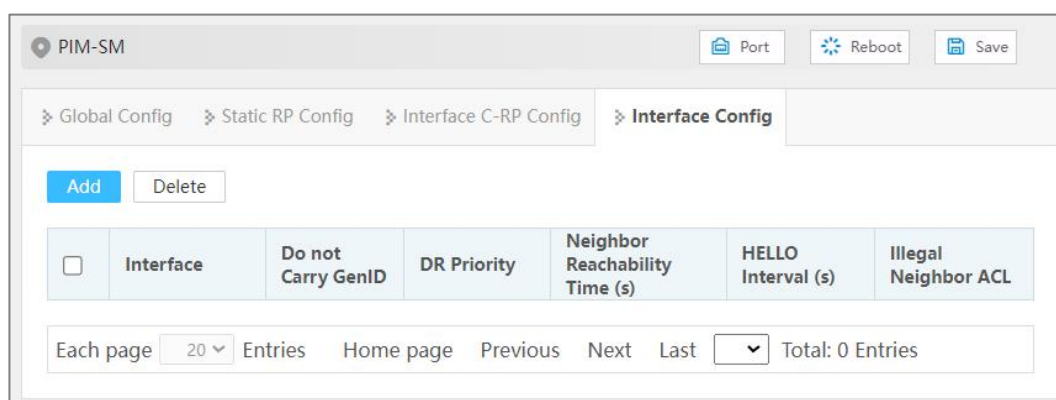 PIM-SM Port Reboot Save
Global Config Static RP Config Interface C-RP Config Interface Config
Add Delete
Interface Do not Carry GenID DR Priority Neighbor Reachability Time (s) HELLO Interval (s) Illegal Neighbor ACL
Each page 20 Entries Home page Previous Next Last Total: 0 Entries